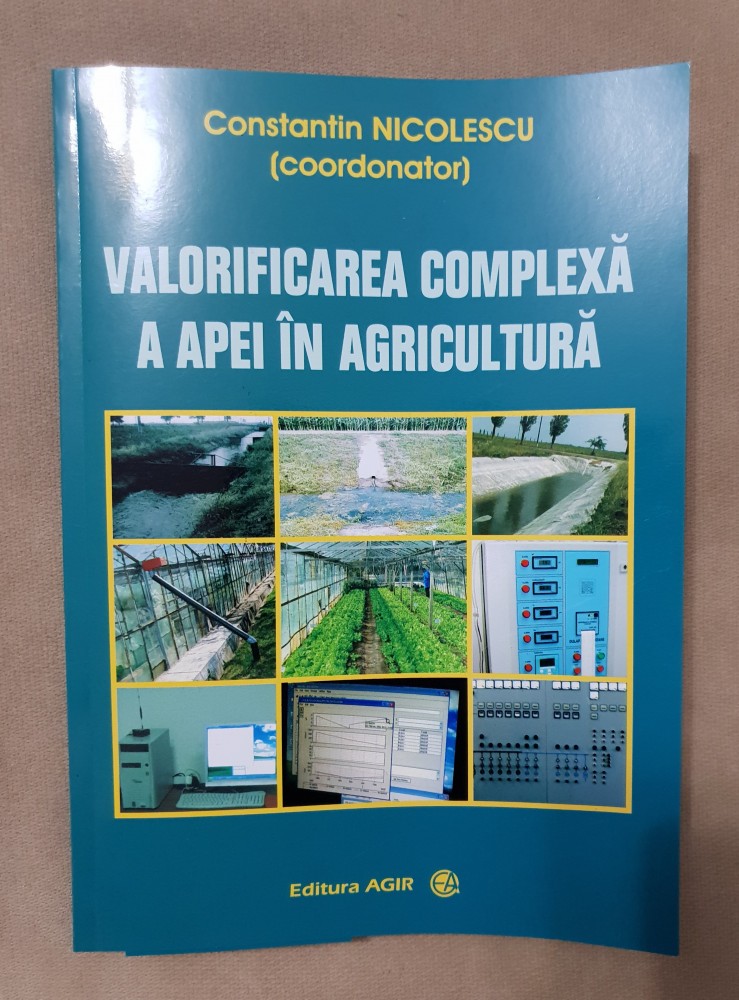 Constantin NICOLESCU
(coordonator)
VALORIFICAREA COMPLEXĂ
A APEI ÎN AGRICULTURĂ
Editura AGIR